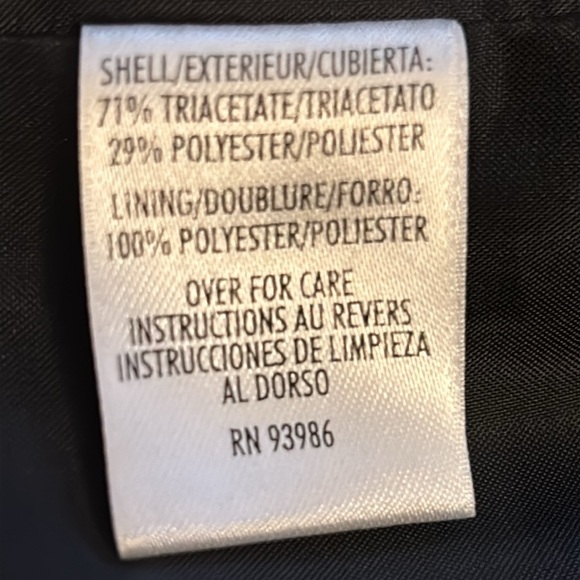 SHELL/EXTERIEUR/CUBIERTA:
71% TRIACETATE/TRIACETATO
29% POLYESTER/POLIESTER
LINING/DOUBLURE/FORRO:
100% POLYESTER/POLIESTER
OVER FOR CARE
INSTRUCTIONS AU REVERS
INSTRUCCIONES DE LIMPIEZA
AL DORSO
RN 93986